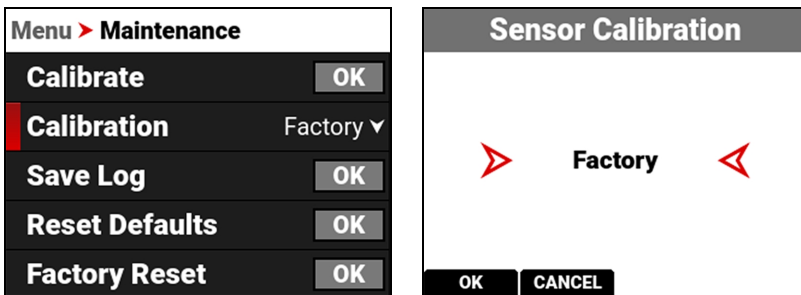 Menu > Maintenance
Calibrate OK
Calibration Factory
Save Log OK
Reset Defaults OK
Factory Reset OK
Sensor Calibration
Factory
OK CANCEL